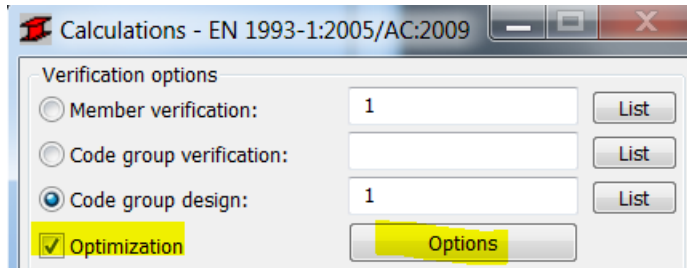 Calculations - EN 1993-1:2005/AC:2009
Verification options
Member verification: 1 List
Code group verification: List
Code group design: 1 List
Optimization Options